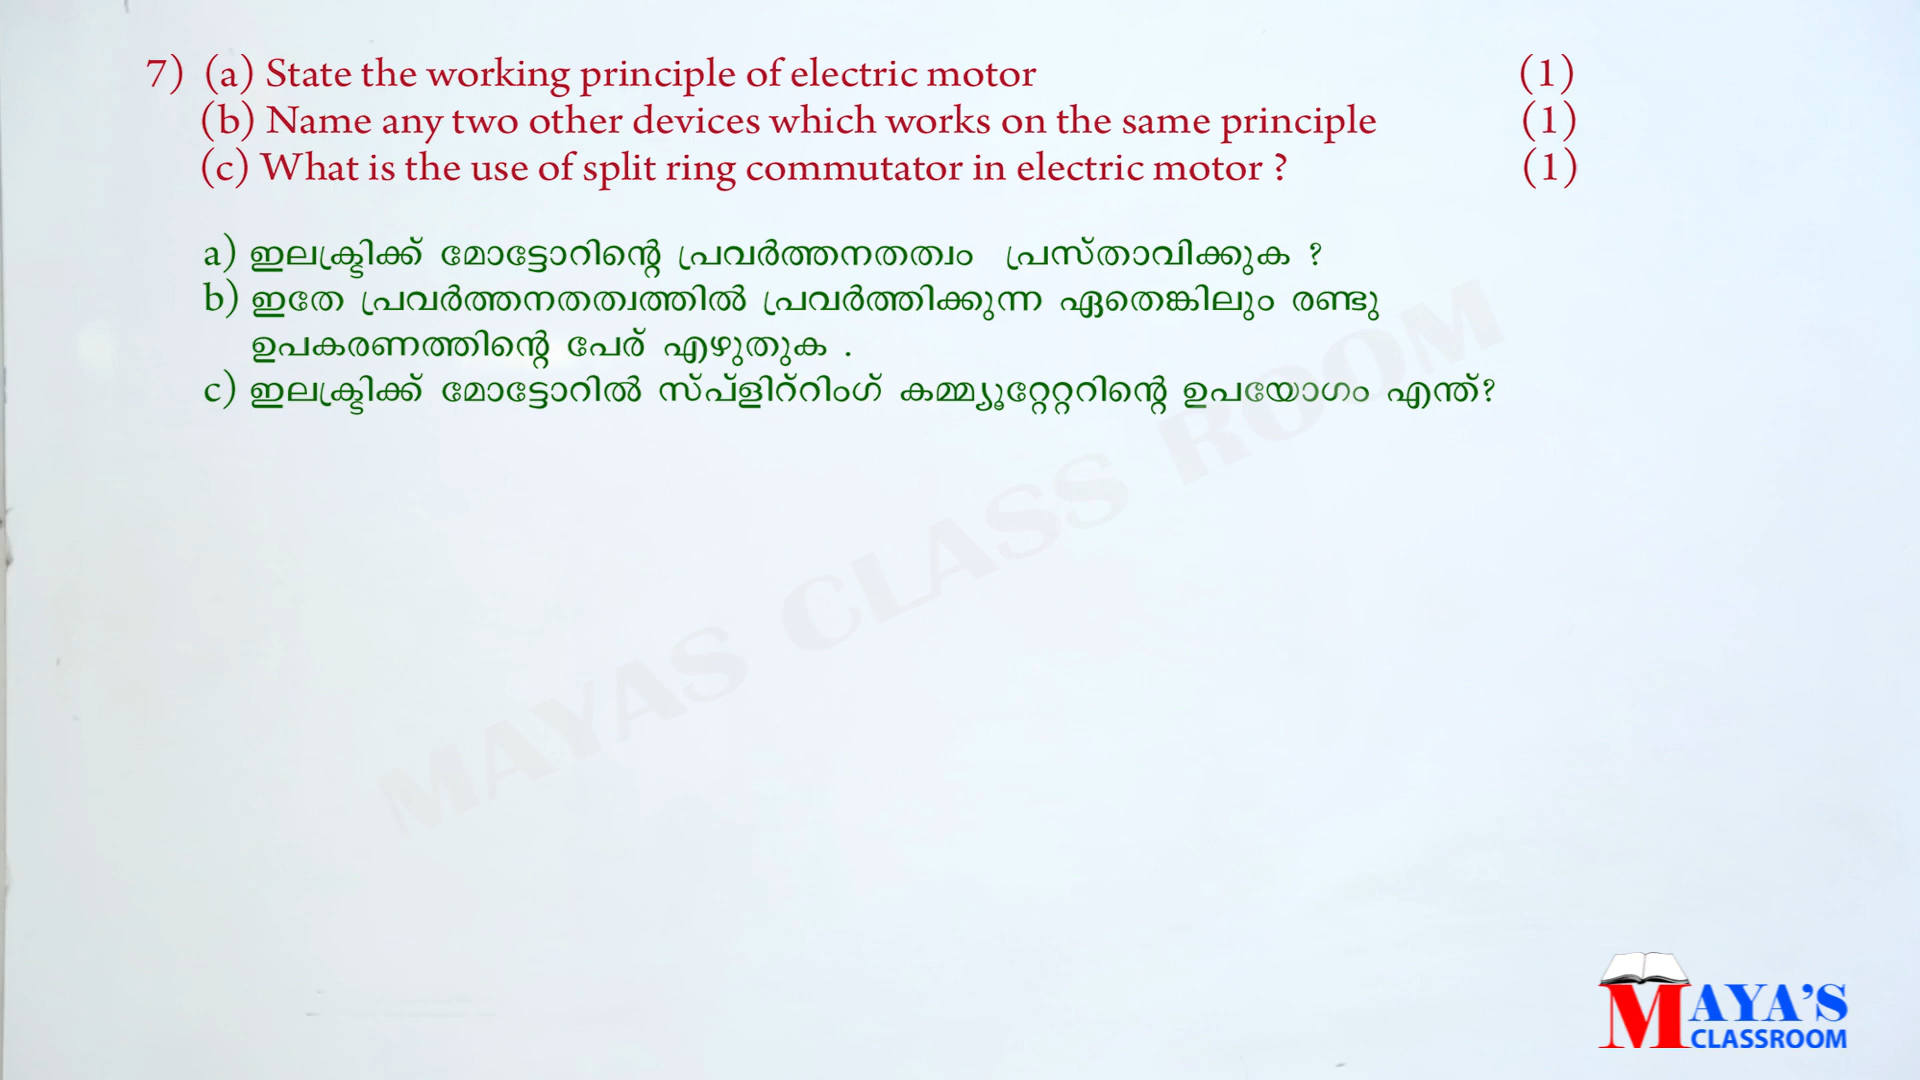 7) (a) State the working principle of electric motor (1)
(b) Name any two other devices which works on the same principle (1)
(c) What is the use of split ring commutator in electric motor ? (1)
a) ഇലക്ട്രിക്ക് മോട്ടോറിന്റെ പ്രവർത്തനതത്വം പ്രസ്താവിക്കുക ?
b) ഇതേ പ്രവർത്തനതത്വത്തിൽ പ്രവർത്തിക്കുന്ന ഏതെങ്കിലും രണ്ടു
ഉപകരണത്തിന്റെ പേര് എഴുതുക .
c) ഇലക്ട്രിക്ക് മോട്ടോറിൽ സ്പ്ളിറ്റ്റിംഗ് കമ്മ്യൂറ്റേറ്ററിന്റെ ഉപയോഗം എന്ത്?
MAYAS CLASS ROOM
MAYA'S
CLASSROOM